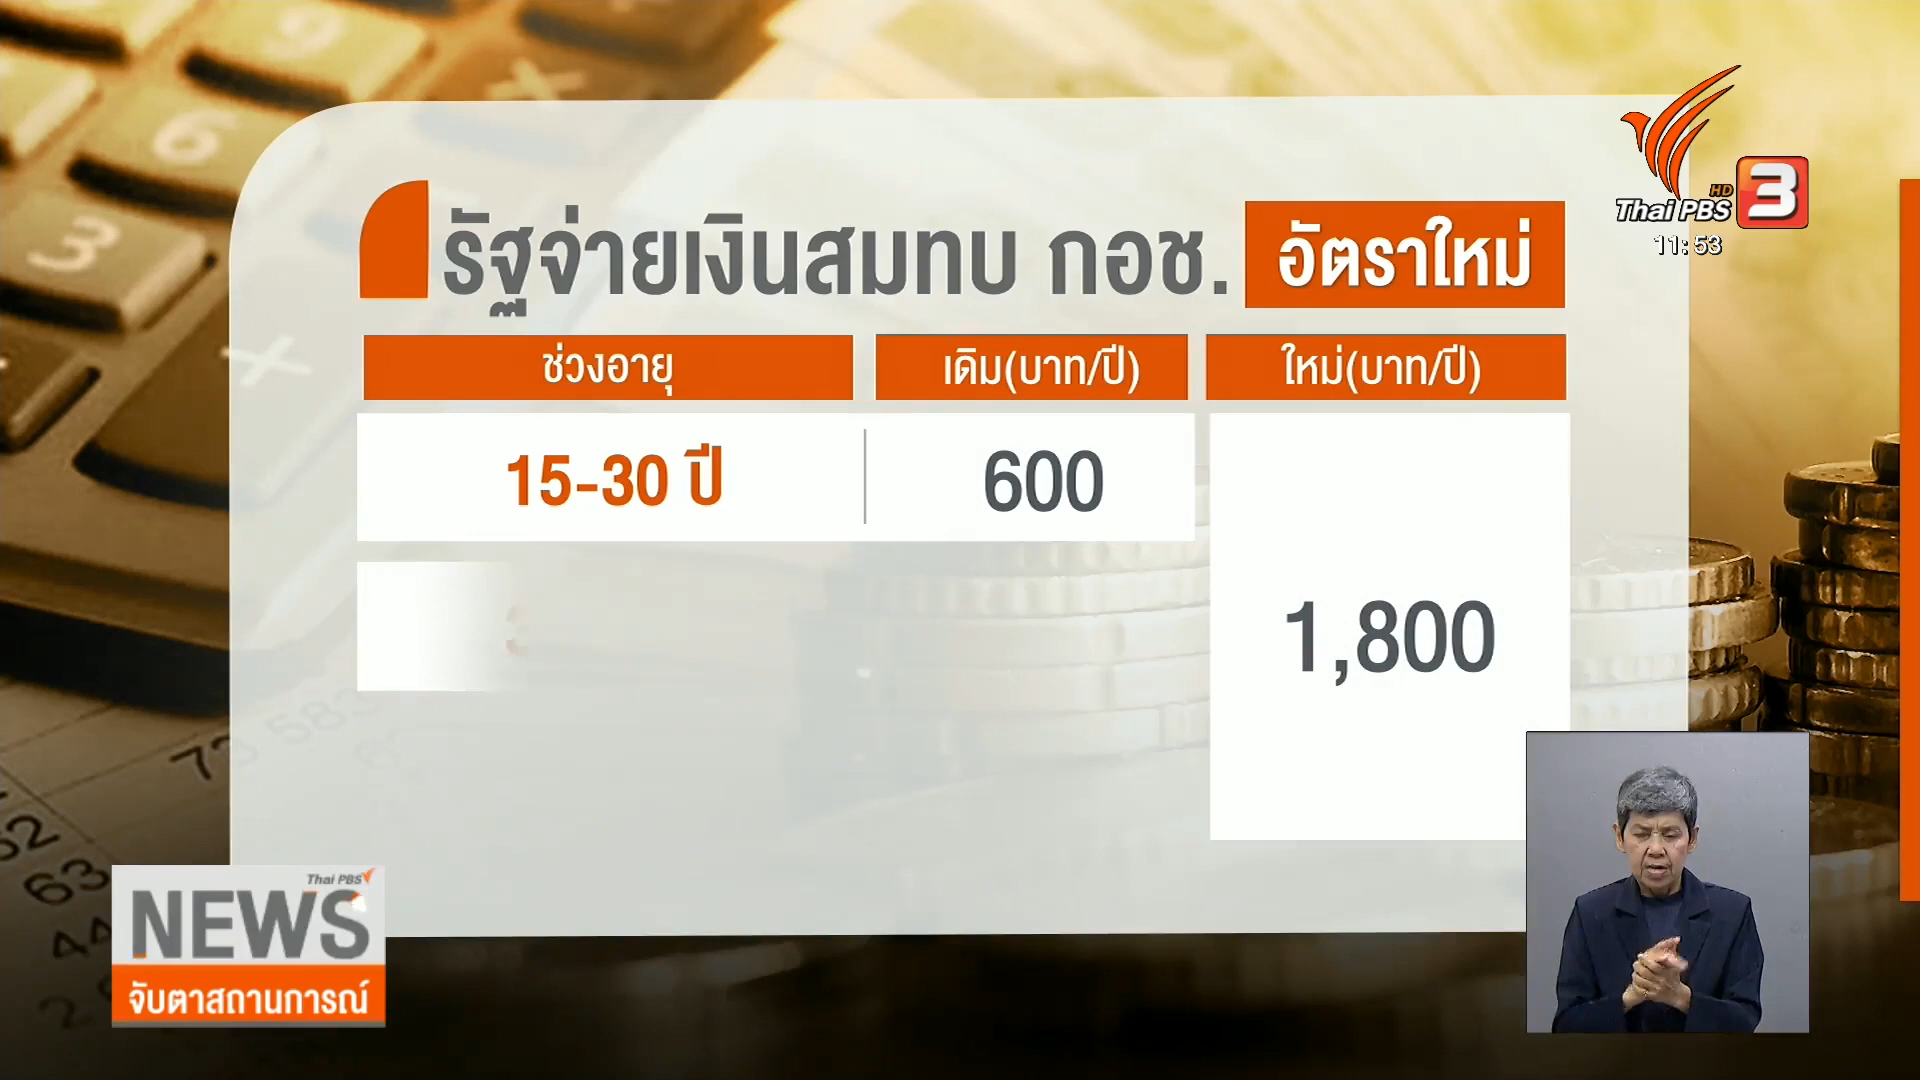 รัฐจ่ายเงินสมทบ กอช. อัตราใหม่
Thai PBS HD 3
11:53
ช่วงอายุ เดิม(บาท/ปี) ใหม่(บาท/ปี)
15-30 ปี 600
1,800
Thai PBS
NEWS
จับตาสถานการณ์